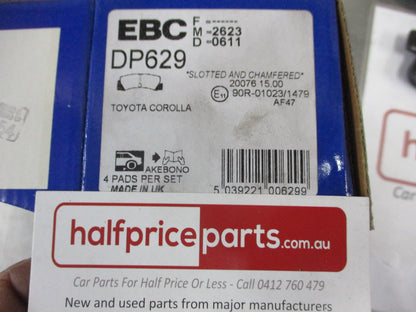 EBC
F =------
M =2623
D =0611
DP629
"SLOTTED AND CHAMFERED"
20076 15.00
E11 90R-01023/1479
AF47
TOYOTA COROLLA
AKEBONO
4 PADS PER SET
MADE IN UK
5 039221 006299
halfpriceparts.com.au
Car Parts For Half Price Or Less - Call 0412 760 479
New and used parts from major manufacturers